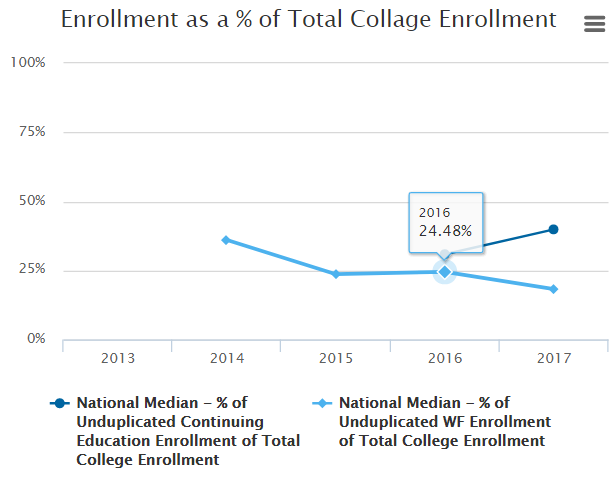 Enrollment as a % of Total Collage Enrollment
100%
75%
50%
25%
0%
2016
24.48%
2013 2014 2015 2016 2017
National Median – % of
Unduplicated Continuing
Education Enrollment of Total
College Enrollment
National Median – % of
Unduplicated WF Enrollment
of Total College Enrollment